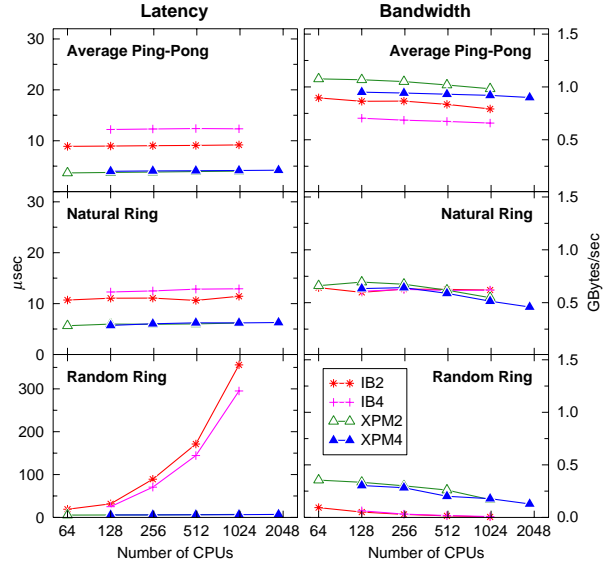 Latency Bandwidth
30 Average Ping-Pong Average Ping-Pong 1.5
20 1.0
10 0.5
30 Natural Ring Natural Ring 1.5
20 1.0
10 0.5
0
μsec
GBytes/sec
Random Ring Random Ring 1.5
300 1.0
200 0.5
100
0 0.0
IB2
IB4
XPM2
XPM4
64 128 256 512 1024 2048 64 128 256 512 1024 2048
Number of CPUs Number of CPUs